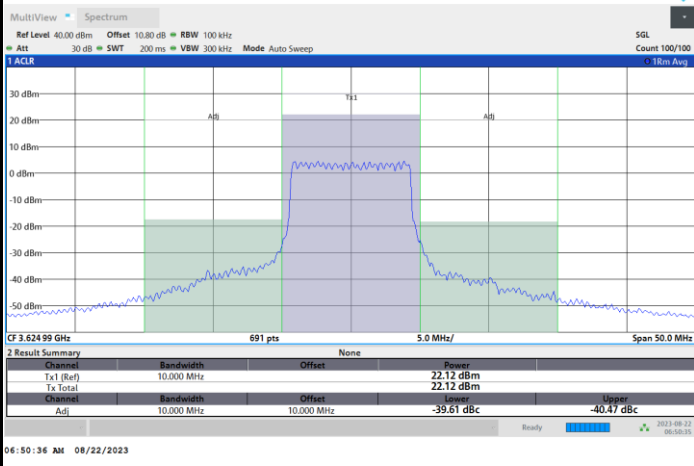 MultiView Spectrum
Ref Level 40.00 dBm Offset 10.80 dB RBW 100 kHz SGL
Att 30 dB SWT 200 ms VBW 300 kHz Mode Auto Sweep Count 100/100
1 ACLR 1Rm Avg
Tx1
Adj Adj
30 dBm
20 dBm
10 dBm
0 dBm
-10 dBm
-20 dBm
-30 dBm
-40 dBm
-50 dBm
CF 3.62499 GHz 691 pts 5.0 MHz/ Span 50.0 MHz
2 Result Summary None
Channel Bandwidth Offset Power
Tx1 (Ref) 10.000 MHz 22.12 dBm
Tx Total 22.12 dBm
Channel Bandwidth Offset Lower Upper
Adj 10.000 MHz 10.000 MHz -39.61 dBc -40.47 dBc
Ready 2023-08-22
06:50:35
06:50:36 AM 08/22/2023